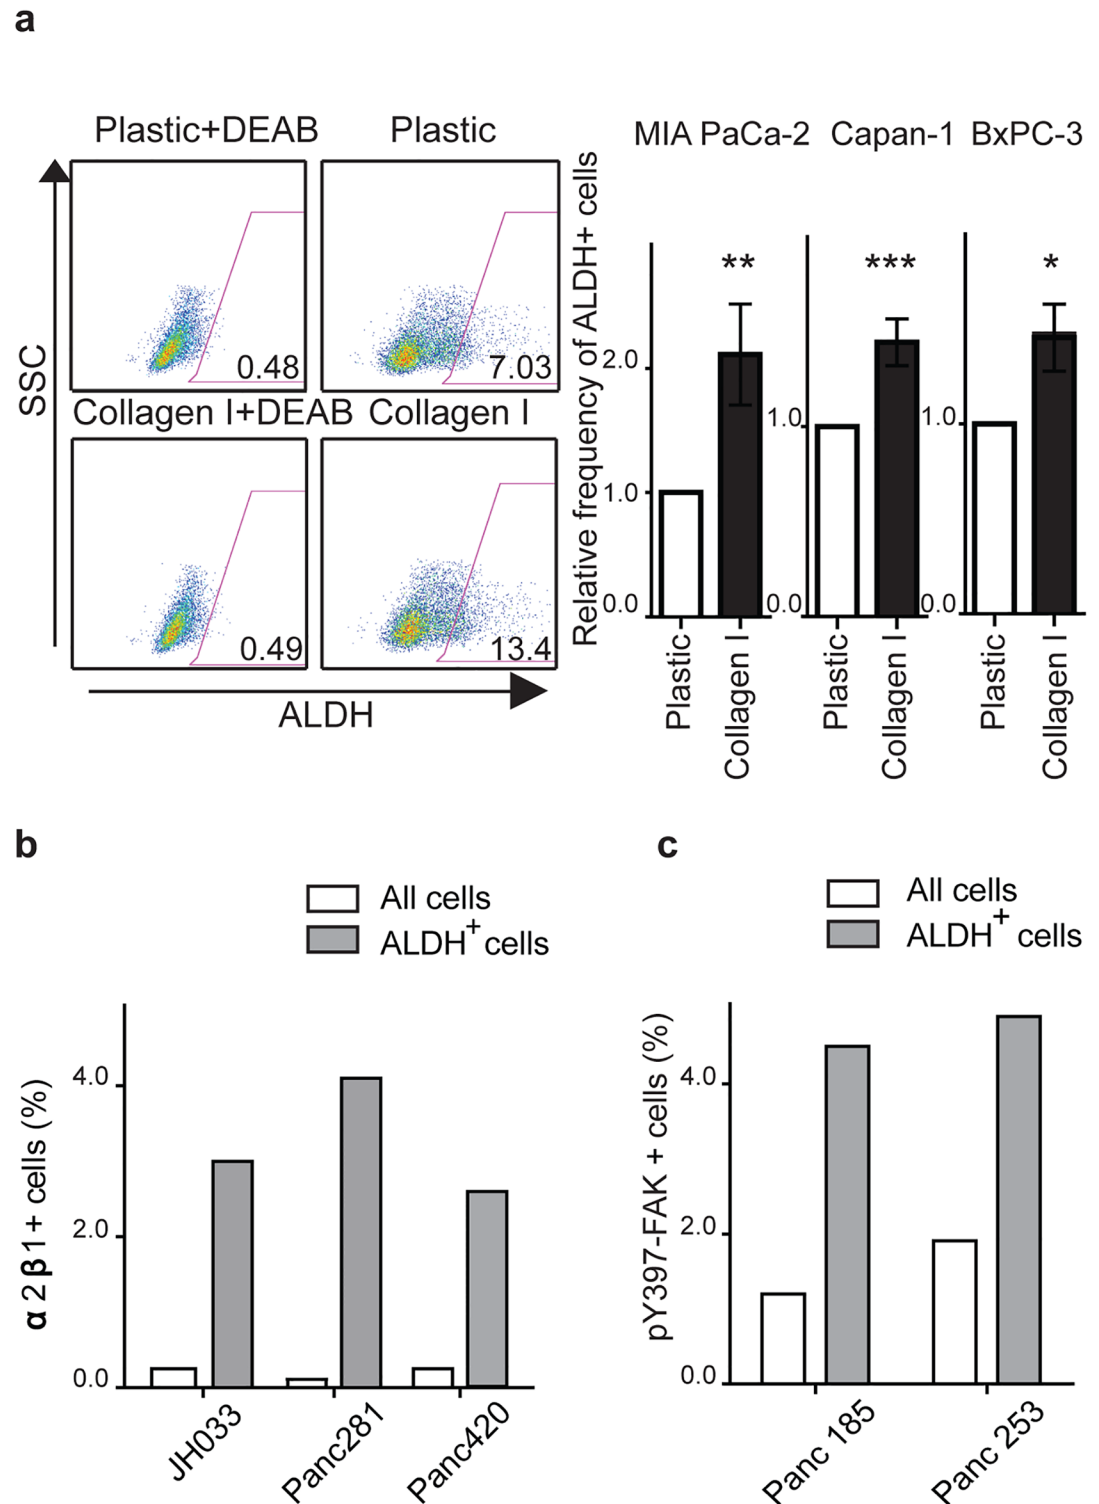 a
Plastic+DEAB Plastic
MIA PaCa-2 Capan-1 BxPC-3
SSC
0.48 7.03
Collagen I+DEAB Collagen I
0.49 13.4
ALDH
Relative frequency of ALDH+ cells
2.0
1.0
0.0
**
Plastic
Collagen I
1.0
0.0
***
Plastic
Collagen I
1.0
0.0
*
Plastic
Collagen I
b
All cells
ALDH+ cells
α 2 β1+ cells (%)
4.0
2.0
0.0
JH033
Panc281
Panc420
c
All cells
ALDH+ cells
pY397-FAK + cells (%)
4.0
2.0
0.0
Panc 185
Panc 253